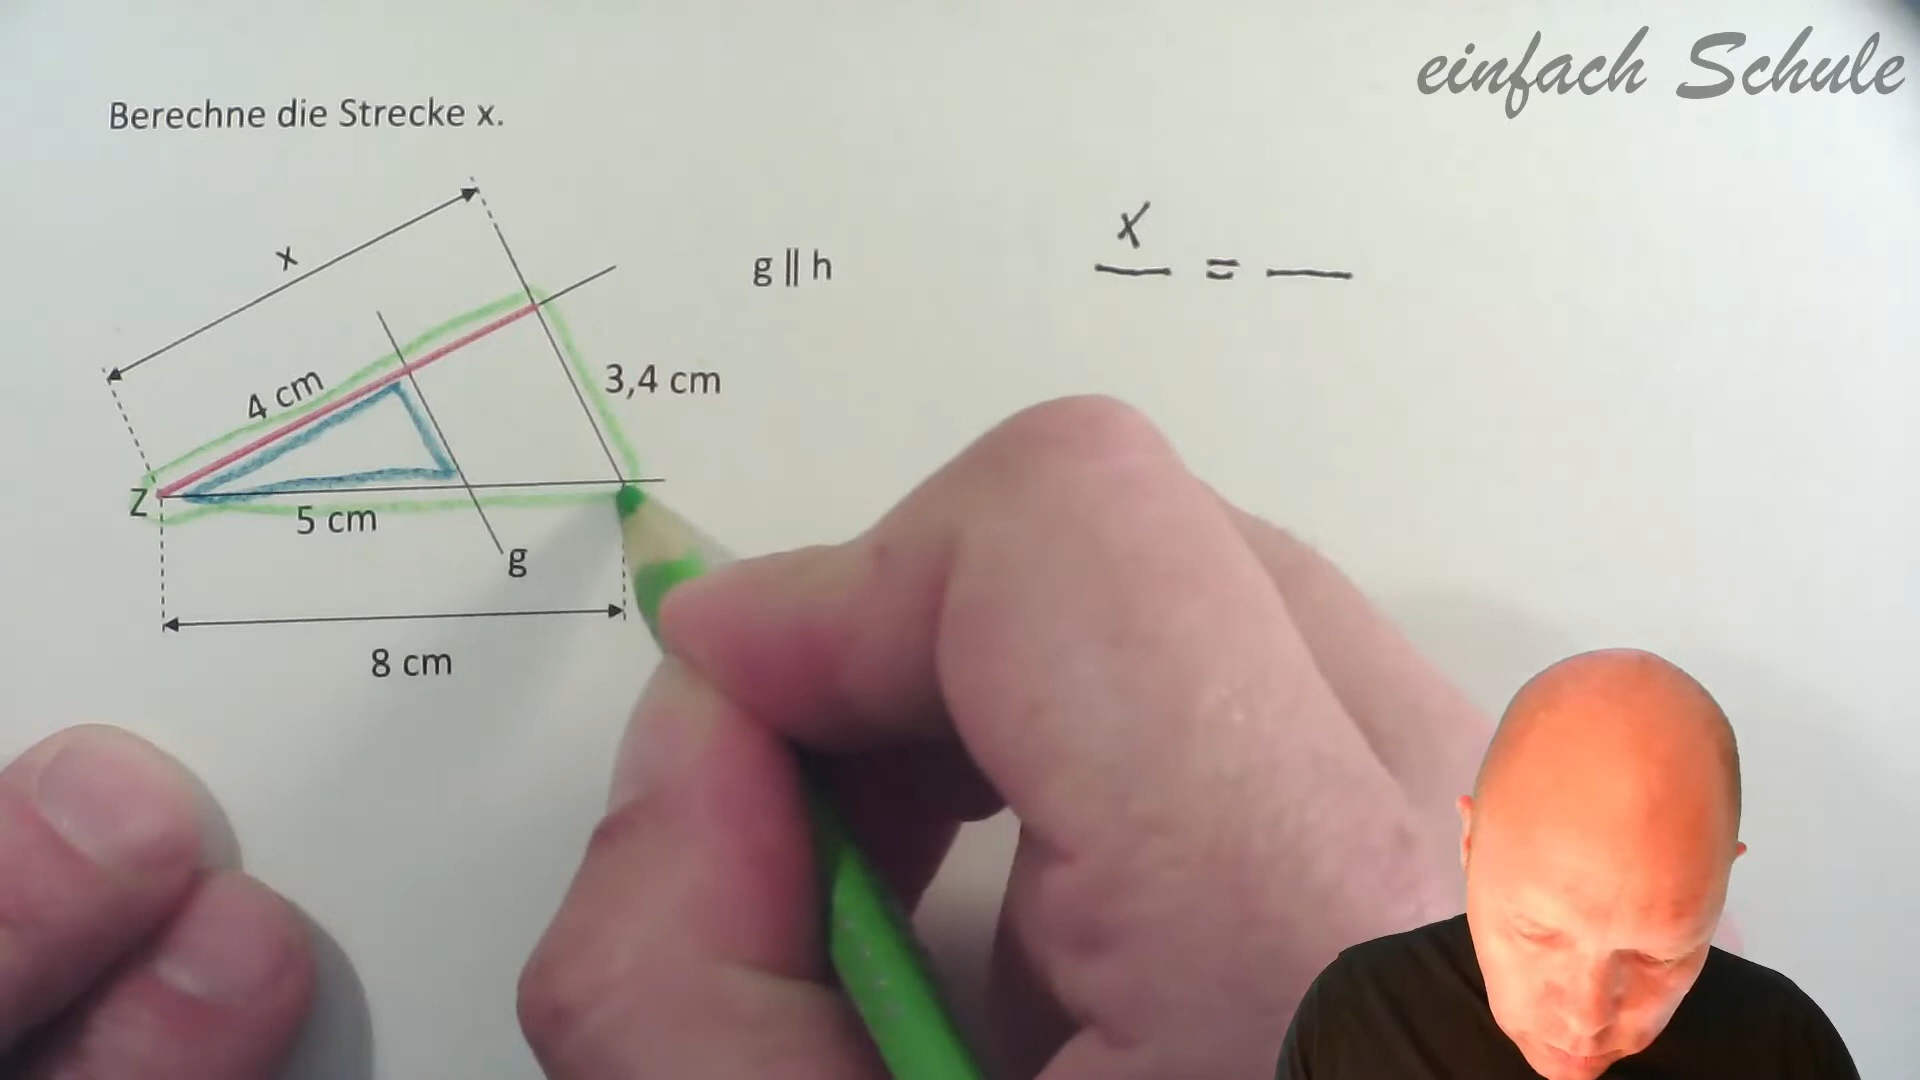 einfach Schule
Berechne die Strecke x.
x
g || h
x
=
4 cm
3,4 cm
Z
5 cm
g
8 cm